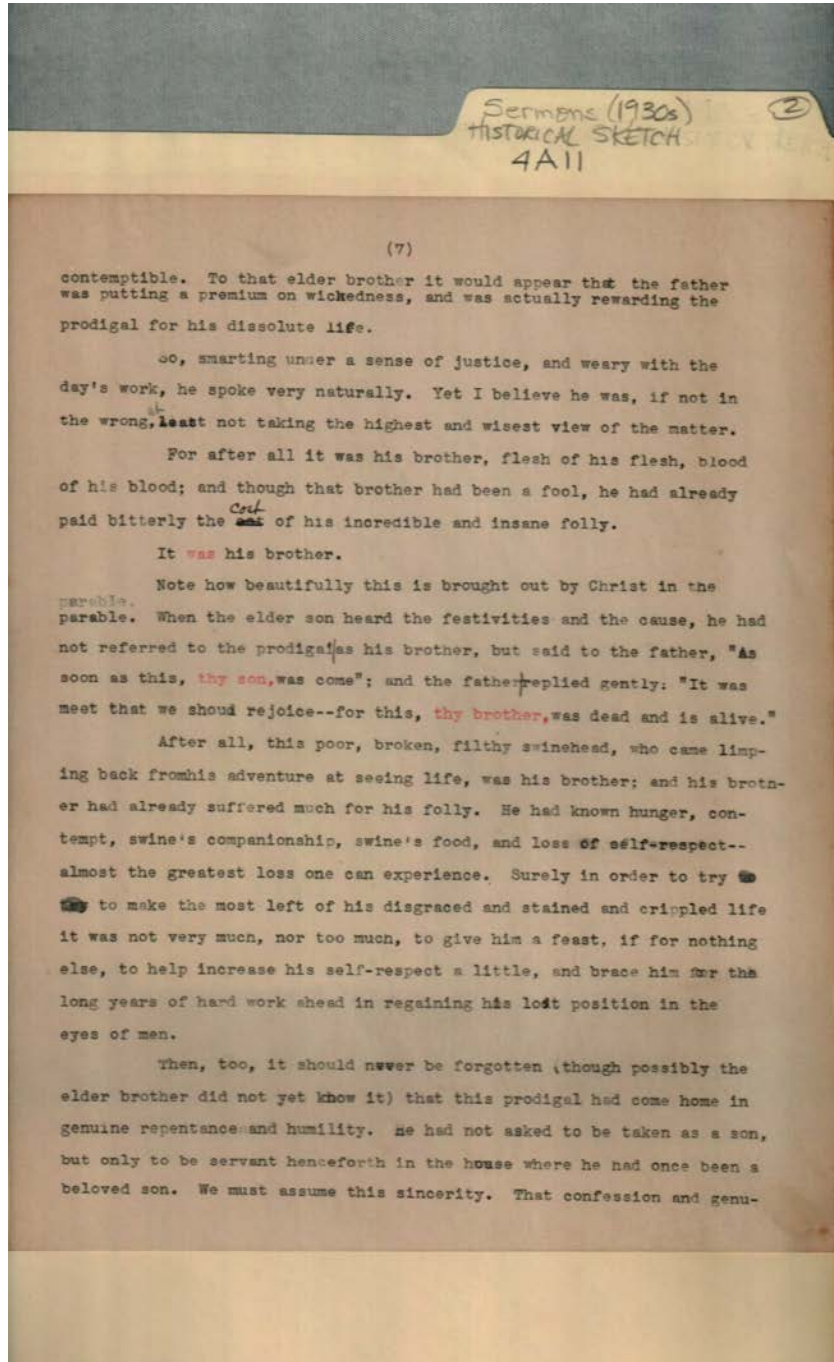 Sermons (1930s) 2
HISTORICAL SKETCH
4A11
(7)
contemptible. To that elder brother it would appear that the father
was putting a premium on wickedness, and was actually rewarding the
prodigal for his dissolute life.
So, smarting under a sense of justice, and weary with the
day's work, he spoke very naturally. Yet I believe he was, if not in
at
the wrong, least not taking the highest and wisest view of the matter.
For after all it was his brother, flesh of his flesh, blood
of his blood; and though that brother had been a fool, he had already
cost
paid bitterly the of his incredible and insane folly.
It was his brother.
Note how beautifully this is brought out by Christ in the
parable.
parable. When the elder son heard the festivities and the cause, he had
not referred to the prodigal as his brother, but said to the father, "As
soon as this, thy son, was come"; and the father replied gently: "It was
meet that we shoud rejoice--for this, thy brother, was dead and is alive."
After all, this poor, broken, filthy swinehead, who came limp-
ing back fromhis adventure at seeing life, was his brother; and his broth-
er had already suffered much for his folly. He had known hunger, con-
tempt, swine's companionship, swine's food, and loss of self-respect--
almost the greatest loss one can experience. Surely in order to try
to make the most left of his disgraced and stained and crippled life
it was not very much, nor too much, to give him a feast, if for nothing
else, to help increase his self-respect a little, and brace him for the
long years of hard work ahead in regaining his lost position in the
eyes of men.
Then, too, it should never be forgotten (though possibly the
elder brother did not yet know it) that this prodigal had come home in
genuine repentance and humility. He had not asked to be taken as a son,
but only to be servant henceforth in the house where he had once been a
beloved son. We must assume this sincerity. That confession and genu-